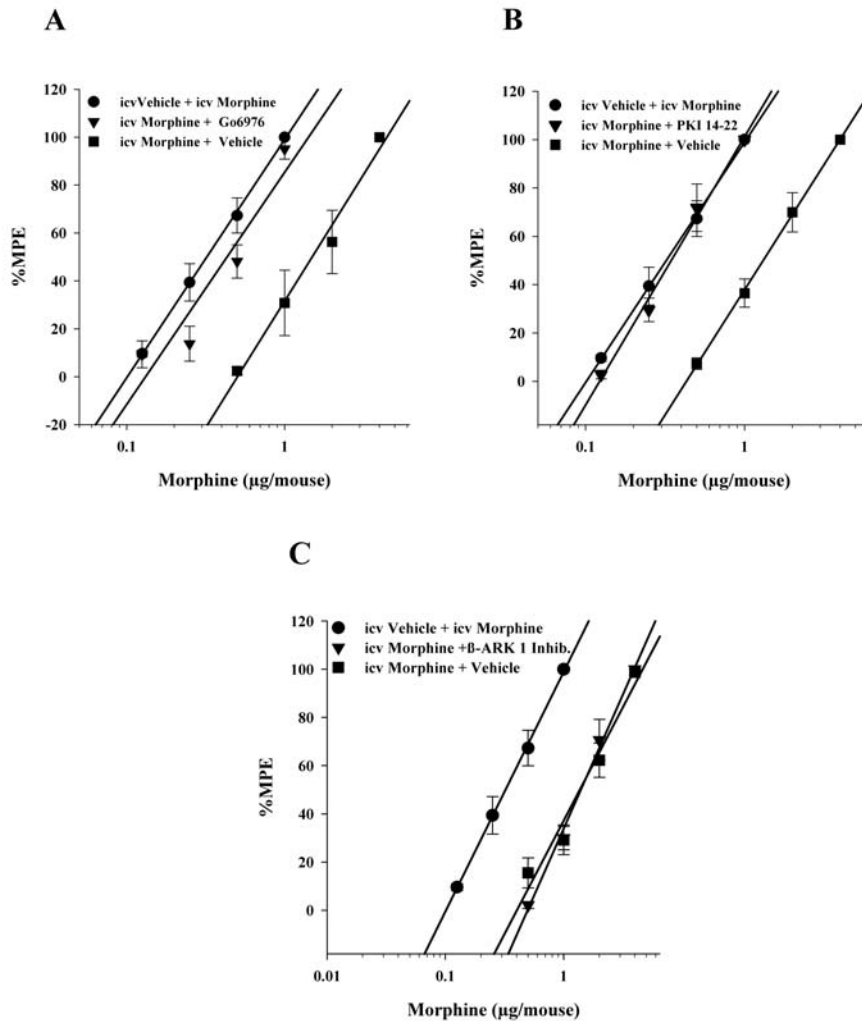 A
icvVehicle + icv Morphine
icv Morphine + Go6976
icv Morphine + Vehicle
%MPE
120
100
80
60
40
20
0
-20
0.1
1
Morphine (µg/mouse)
B
icv Vehicle + icv Morphine
icv Morphine + PKI 14-22
icv Morphine + Vehicle
%MPE
120
100
80
60
40
20
0
0.1
1
Morphine (µg/mouse)
C
icv Vehicle + icv Morphine
icv Morphine +ß-ARK 1 Inhib.
icv Morphine + Vehicle
%MPE
120
100
80
60
40
20
0
0.01
0.1
1
Morphine (µg/mouse)